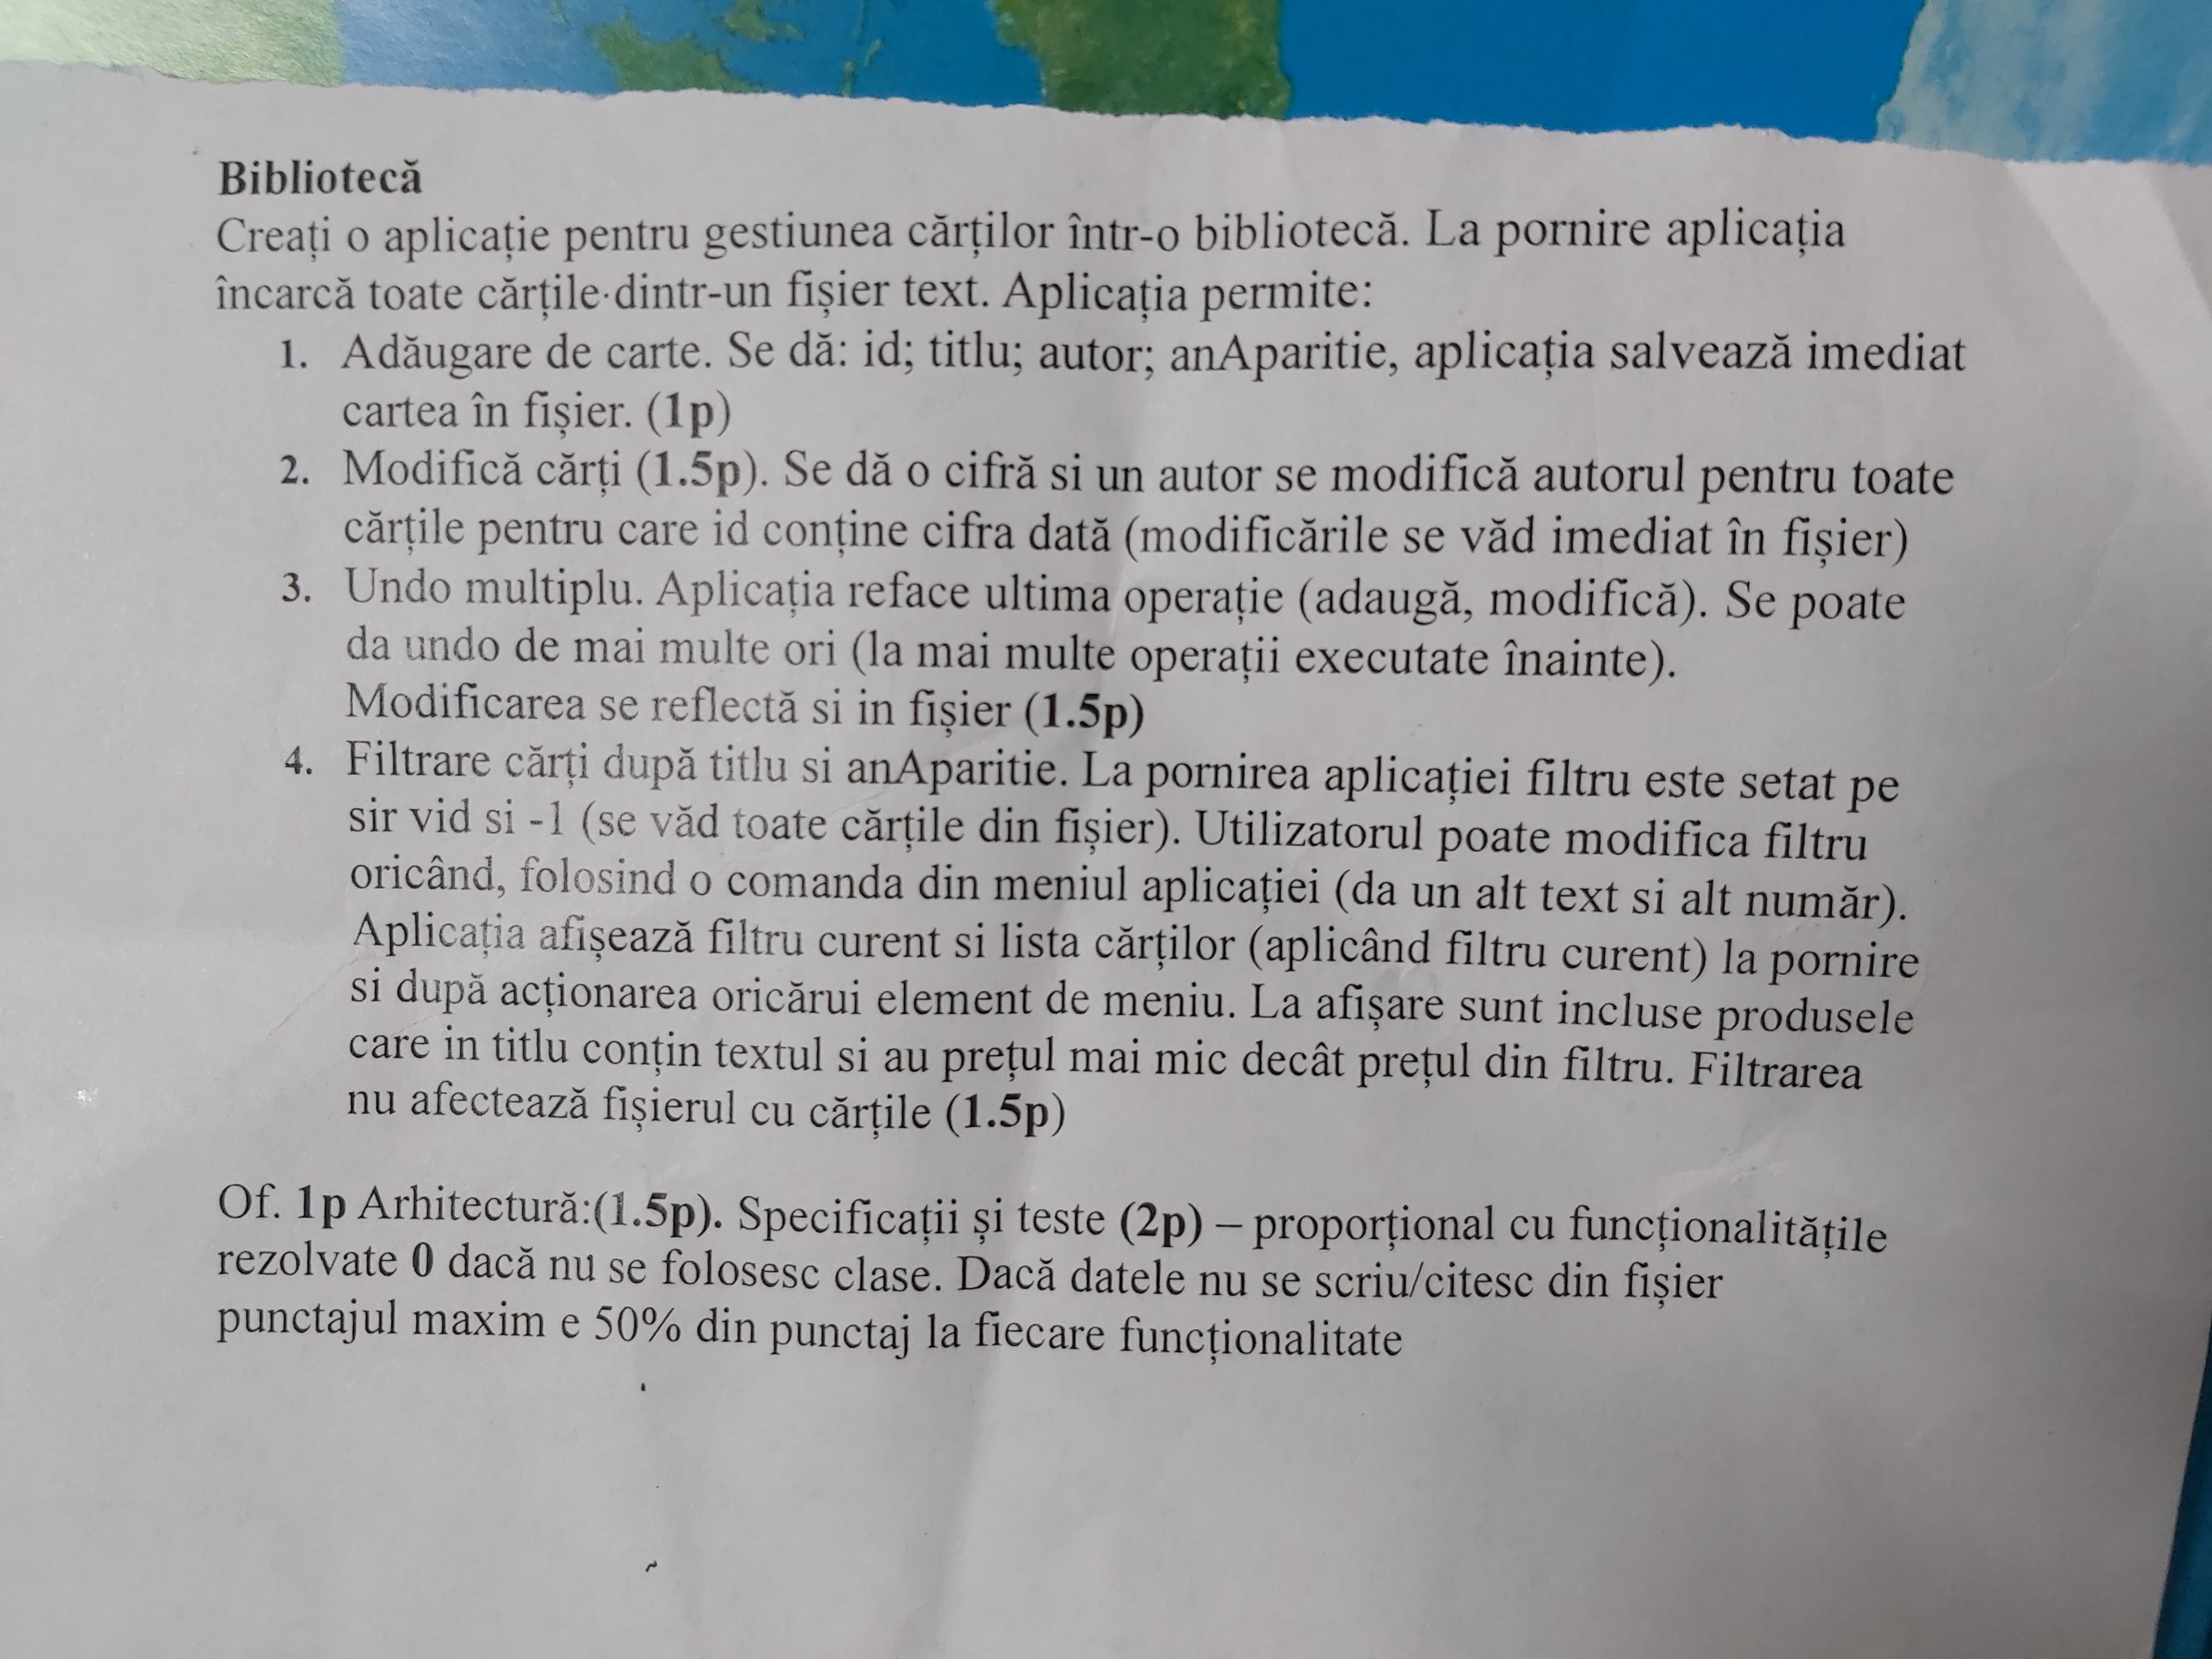 Bibliotecă
Creați o aplicație pentru gestiunea cărților într-o bibliotecă. La pornire aplicația
încarcă toate cărțile dintr-un fișier text. Aplicația permite:
1. Adăugare de carte. Se dă: id; titlu; autor; anAparitie, aplicația salvează imediat
cartea în fișier. (1p)
2. Modifică cărți (1.5p). Se dă o cifră si un autor se modifică autorul pentru toate
cărțile pentru care id conține cifra dată (modificările se văd imediat în fișier)
3. Undo multiplu. Aplicația reface ultima operație (adaugă, modifică). Se poate
da undo de mai multe ori (la mai multe operații executate înainte).
Modificarea se reflectă si in fișier (1.5p)
4. Filtrare cărți după titlu si anAparitie. La pornirea aplicației filtru este setat pe
sir vid si -1 (se văd toate cărțile din fișier). Utilizatorul poate modifica filtru
oricând, folosind o comanda din meniul aplicației (da un alt text si alt număr).
Aplicația afișează filtru curent si lista cărților (aplicând filtru curent) la pornire
si după acționarea oricărui element de meniu. La afișare sunt incluse produsele
care in titlu conțin textul si au prețul mai mic decât prețul din filtru. Filtrarea
nu afectează fișierul cu cărțile (1.5p)
Of. 1p Arhitectură:(1.5p). Specificații și teste (2p) – proporțional cu funcționalitățile
rezolvate 0 dacă nu se folosesc clase. Dacă datele nu se scriu/citesc din fișier
punctajul maxim e 50% din punctaj la fiecare funcționalitate